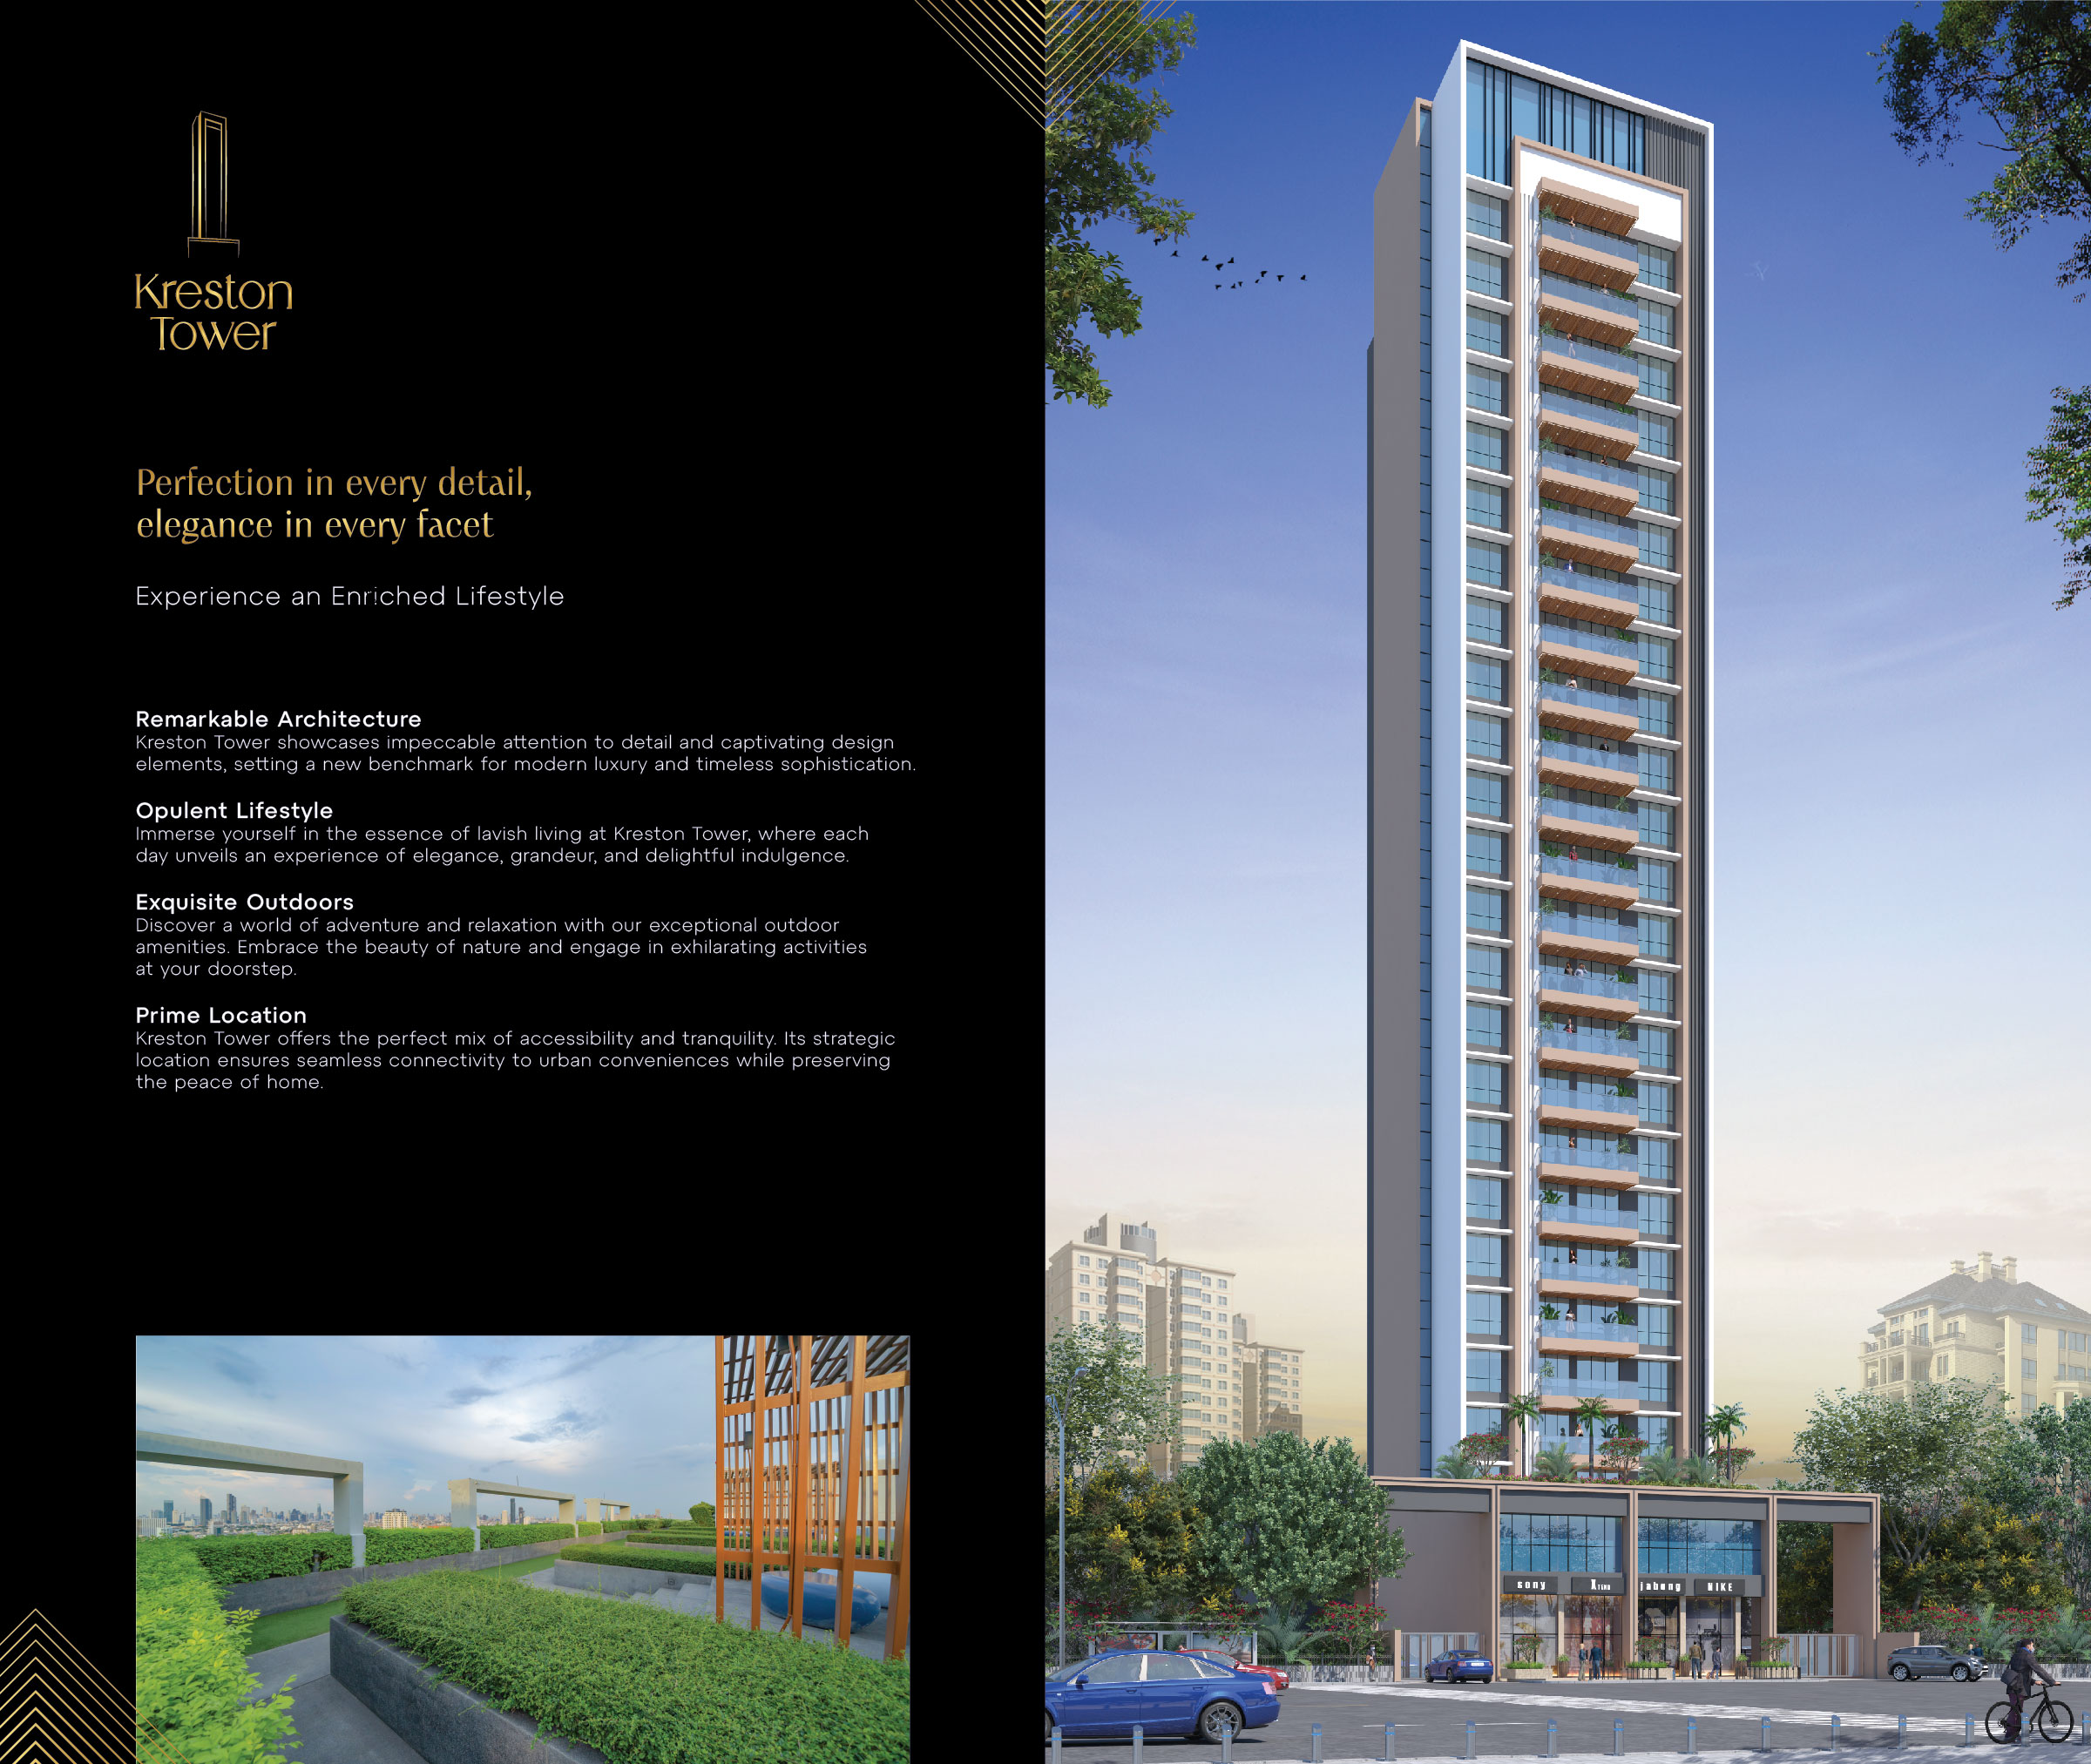 Kreston
Tower
Perfection in every detail,
elegance in every facet
Experience an Enriched Lifestyle
Remarkable Architecture
Kreston Tower showcases impeccable attention to detail and captivating design
elements, setting a new benchmark for modern luxury and timeless sophistication.
Opulent Lifestyle
Immerse yourself in the essence of lavish living at Kreston Tower, where each
day unveils an experience of elegance, grandeur, and delightful indulgence.
Exquisite Outdoors
Discover a world of adventure and relaxation with our exceptional outdoor
amenities. Embrace the beauty of nature and engage in exhilarating activities
at your doorstep.
Prime Location
Kreston Tower offers the perfect mix of accessibility and tranquility. Its strategic
location ensures seamless connectivity to urban conveniences while preserving
the peace of home.
sony
jabong
NIKE